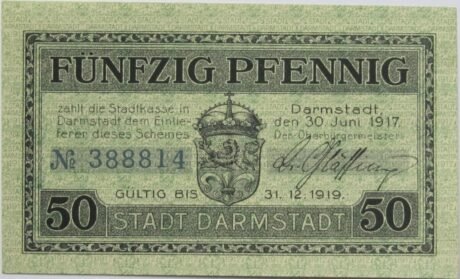 FÜNFZIG PFENNIG
zahlt die Stadtkasse in
Darmstadt dem Einlie-
ferer dieses Scheines
Darmstadt,
den 30. Juni 1917.
Der Oberbürgermeister
№ 388814
GÜLTIG BIS 31.12.1919.
50 STADT DARMSTADT 50